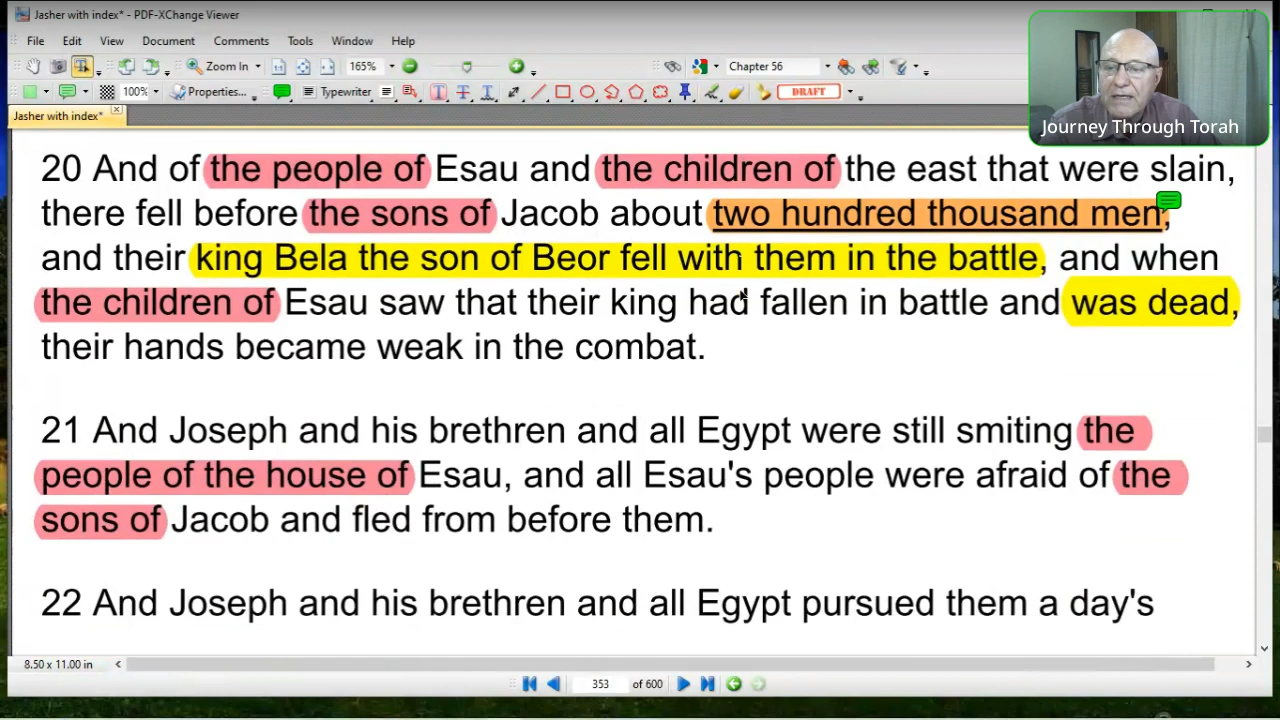 Jasher with index* - PDF-XChange Viewer
File Edit View Document Comments Tools Window Help
Zoom In 165% Chapter 56
100% Properties... Typewriter DRAFT
Jasher with index*
Journey Through Torah
20 And of the people of Esau and the children of the east that were slain,
there fell before the sons of Jacob about two hundred thousand men,
and their king Bela the son of Beor fell with them in the battle, and when
the children of Esau saw that their king had fallen in battle and was dead,
their hands became weak in the combat.
21 And Joseph and his brethren and all Egypt were still smiting the
people of the house of Esau, and all Esau's people were afraid of the
sons of Jacob and fled from before them.
22 And Joseph and his brethren and all Egypt pursued them a day's
8.50 x 11.00 in
353 of 600